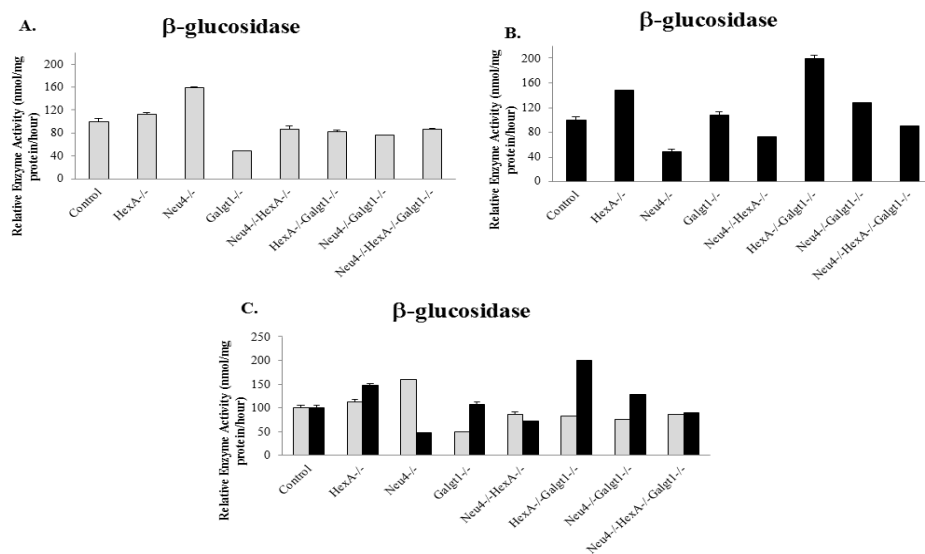 A.
β-glucosidase
Relative Enzyme Activity (nmol/mg
protein/hour)
200
160
120
80
40
0
Control
HexA-/-
Neu4-/-
Galgt1-/-
Neu4-/-HexA-/-
HexA-/-Galgt1-/-
Neu4-/-Galgt1-/-
Neu4-/-HexA-/-Galgt1-/-
B.
β-glucosidase
Relative Enzyme Activity (nmol/mg
protein/hour)
200
160
120
80
40
0
Control
HexA-/-
Neu4-/-
Galgt1-/-
Neu4-/-HexA-/-
HexA-/-Galgt1-/-
Neu4-/-Galgt1-/-
Neu4-/-HexA-/-Galgt1-/-
C.
β-glucosidase
Relative Enzyme Activity (nmol/mg
protein/hour)
250
200
150
100
50
0
Control
HexA-/-
Neu4-/-
Galgt1-/-
Neu4-/-HexA-/-
HexA-/-Galgt1-/-
Neu4-/-Galgt1-/-
Neu4-/-HexA-/-Galgt1-/-